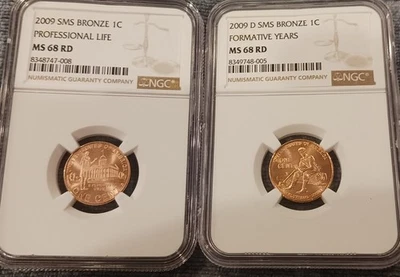 2009 SMS BRONZE 1C
PROFESSIONAL LIFE
MS 68 RD
8348747-008
NUMISMATIC GUARANTY COMPANY
NGC
2009 D SMS BRONZE 1C
FORMATIVE YEARS
MS 68 RD
8349748-005
NUMISMATIC GUARANTY COMPANY
NGC